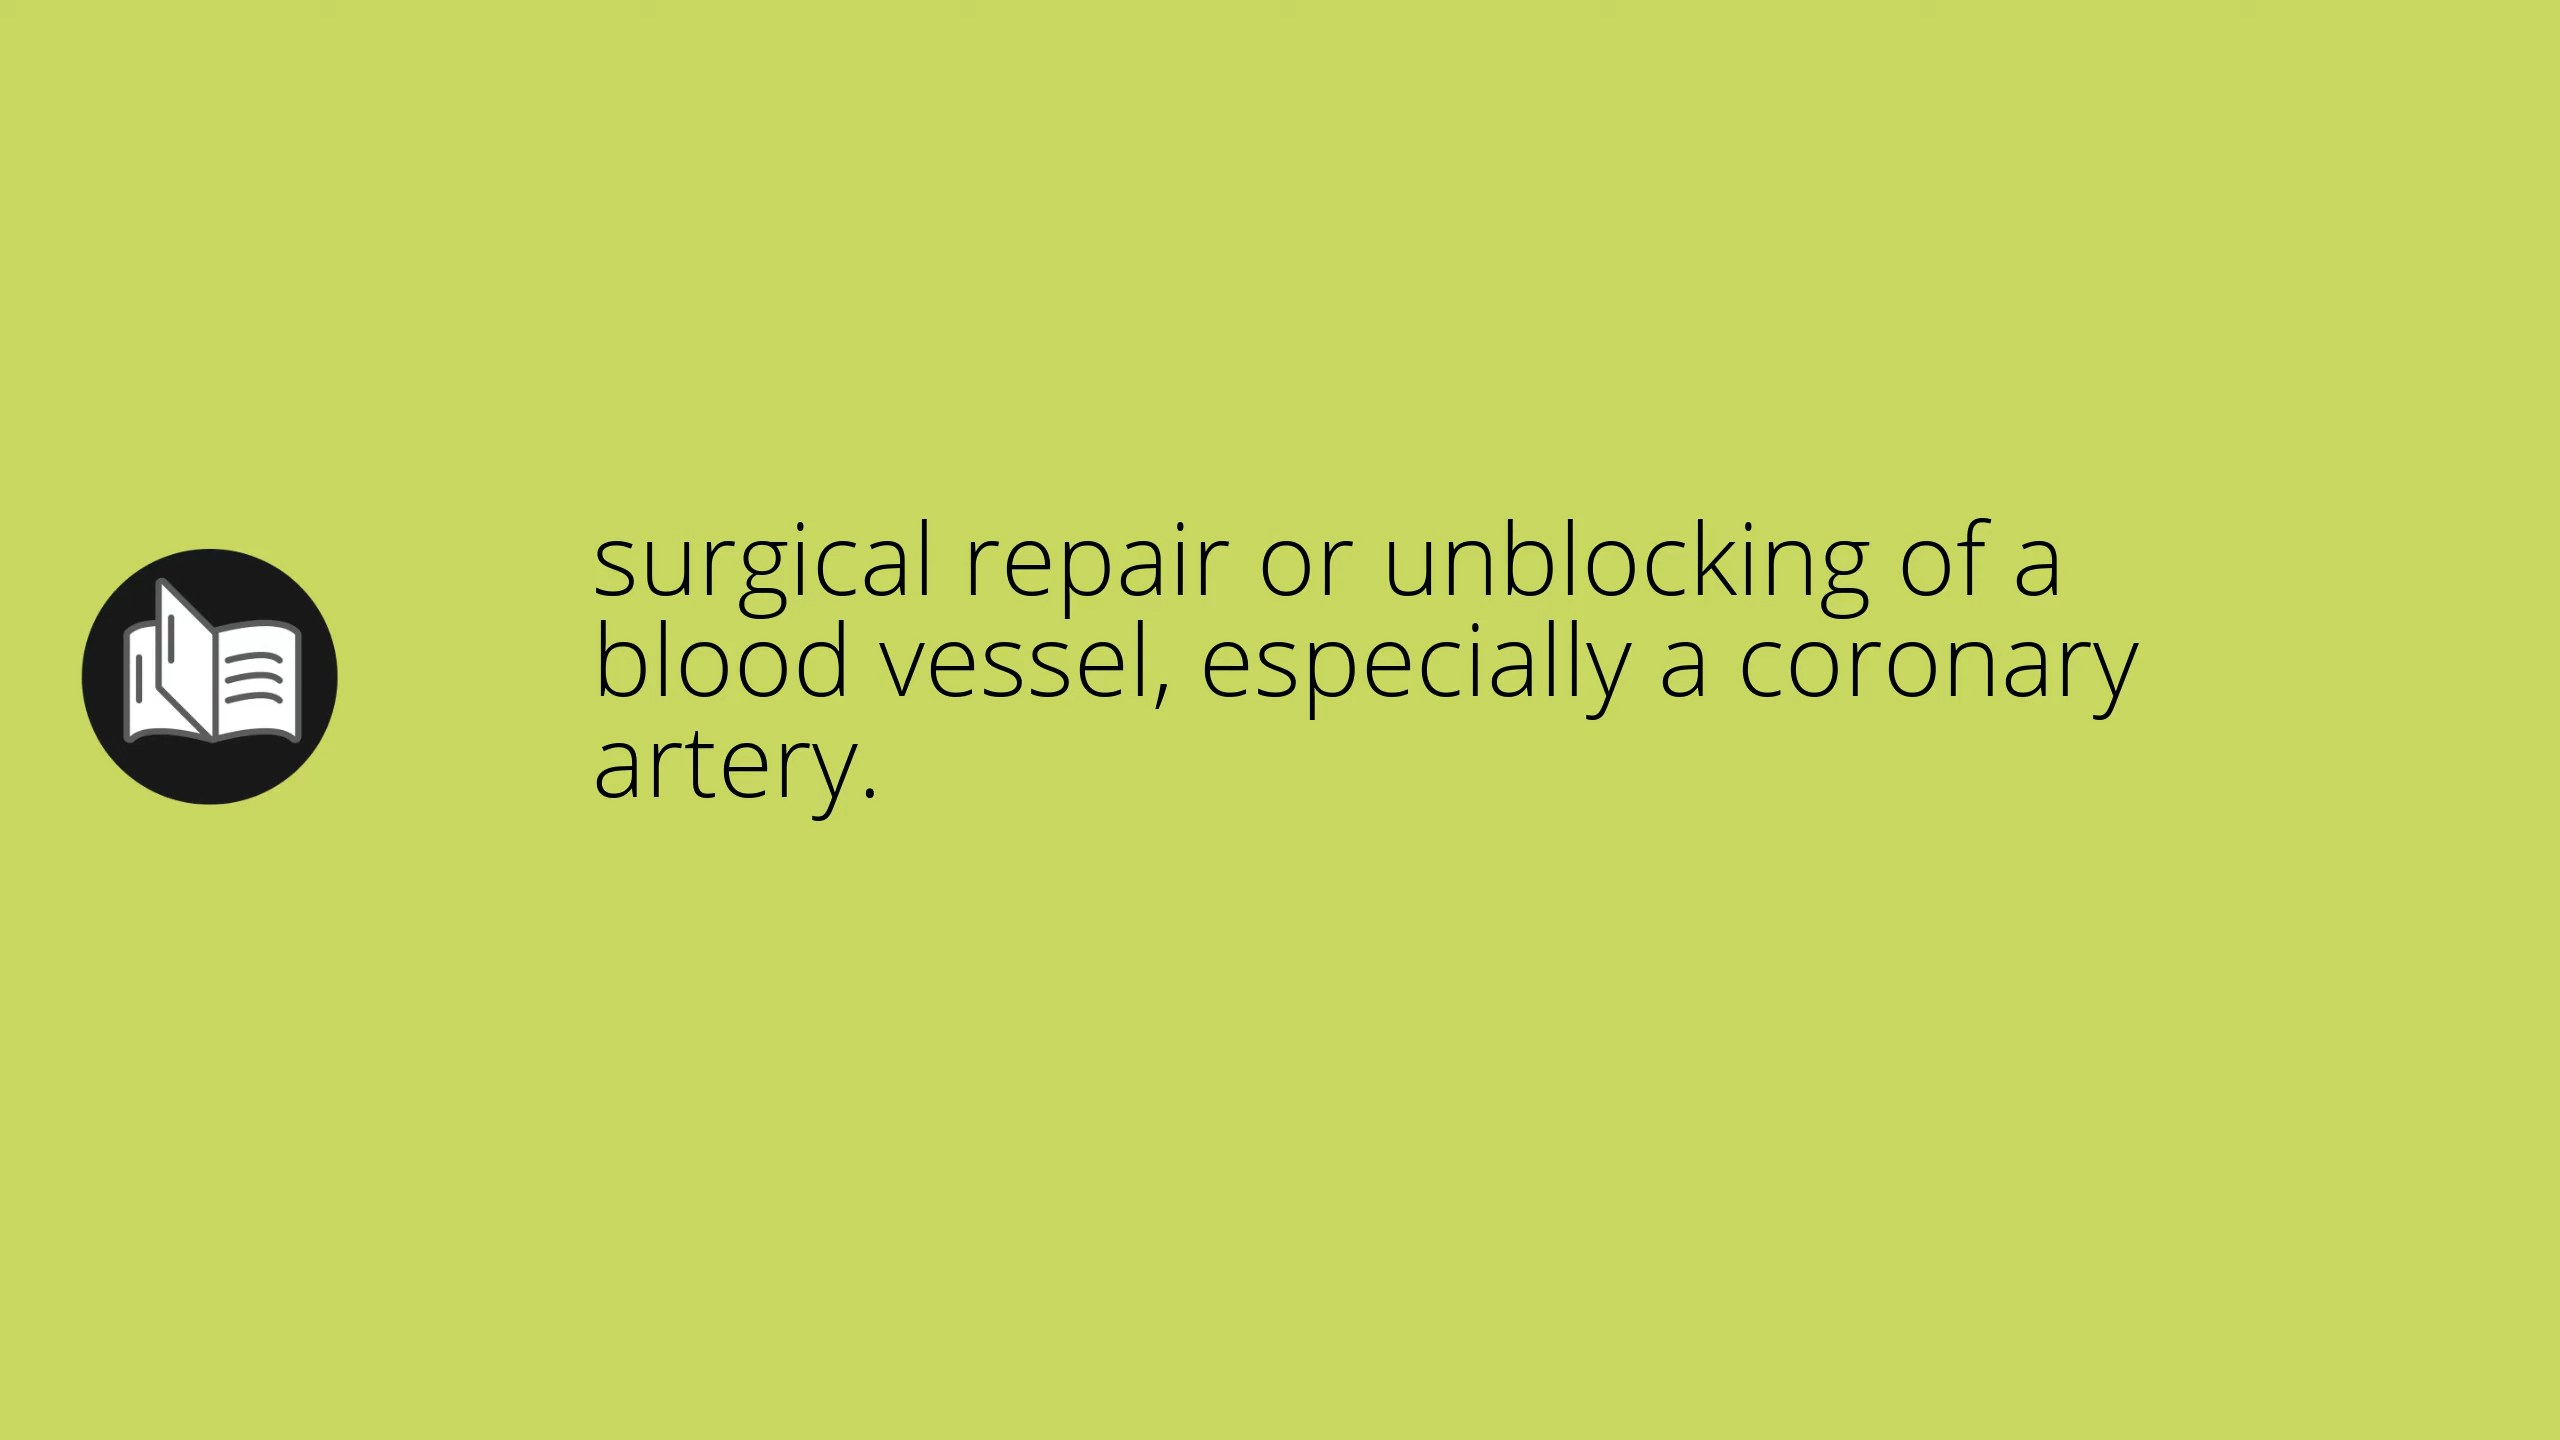 surgical repair or unblocking of a
blood vessel, especially a coronary
artery.